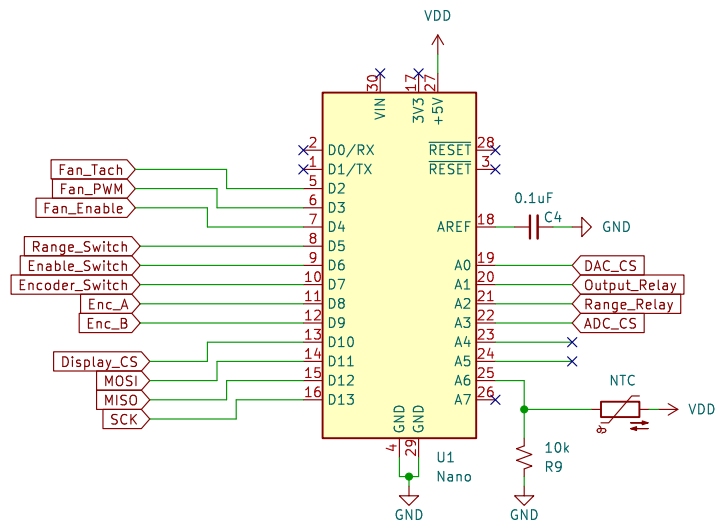 VDD
30
17
27
VIN
3V3
+5V
2 D0/RX
RESET 28
1 D1/TX
RESET 3
Fan_Tach
5 D2
Fan_PWM
6 D3
0.1uF
C4
Fan_Enable
7 D4
AREF 18
GND
Range_Switch
8 D5
Enable_Switch
9 D6
A0 19
DAC_CS
Encoder_Switch
10 D7
A1 20
Output_Relay
Enc_A
11 D8
A2 21
Range_Relay
Enc_B
12 D9
A3 22
ADC_CS
Display_CS
13 D10
A4 23
MOSI
14 D11
A5 24
MISO
15 D12
A6 25
NTC
SCK
16 D13
A7 26
VDD
GND
GND
4
29
U1
Nano
10k
R9
GND
GND